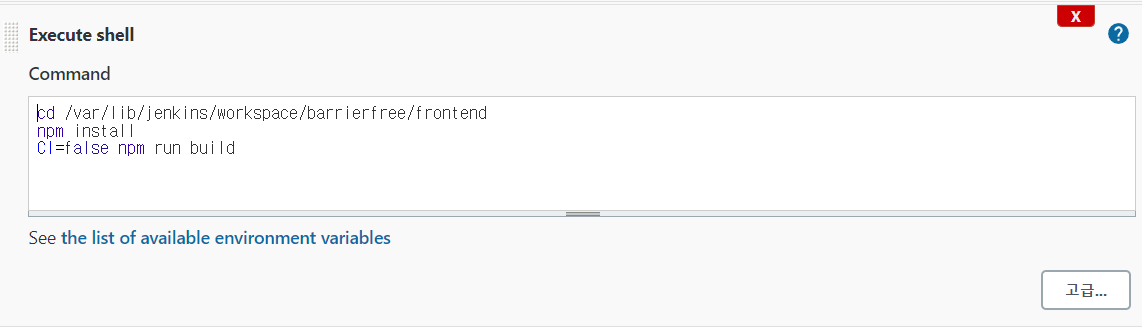 X
Execute shell
?
Command
cd /var/lib/jenkins/workspace/barrierfree/frontend
npm install
CI=false npm run build
See the list of available environment variables
고급...